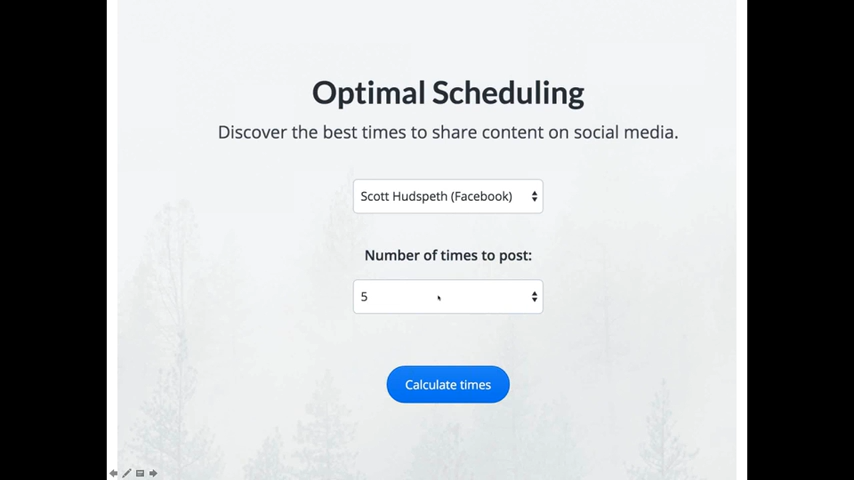 Optimal Scheduling
Discover the best times to share content on social media.
Scott Hudspeth (Facebook)
Number of times to post:
5
Calculate times